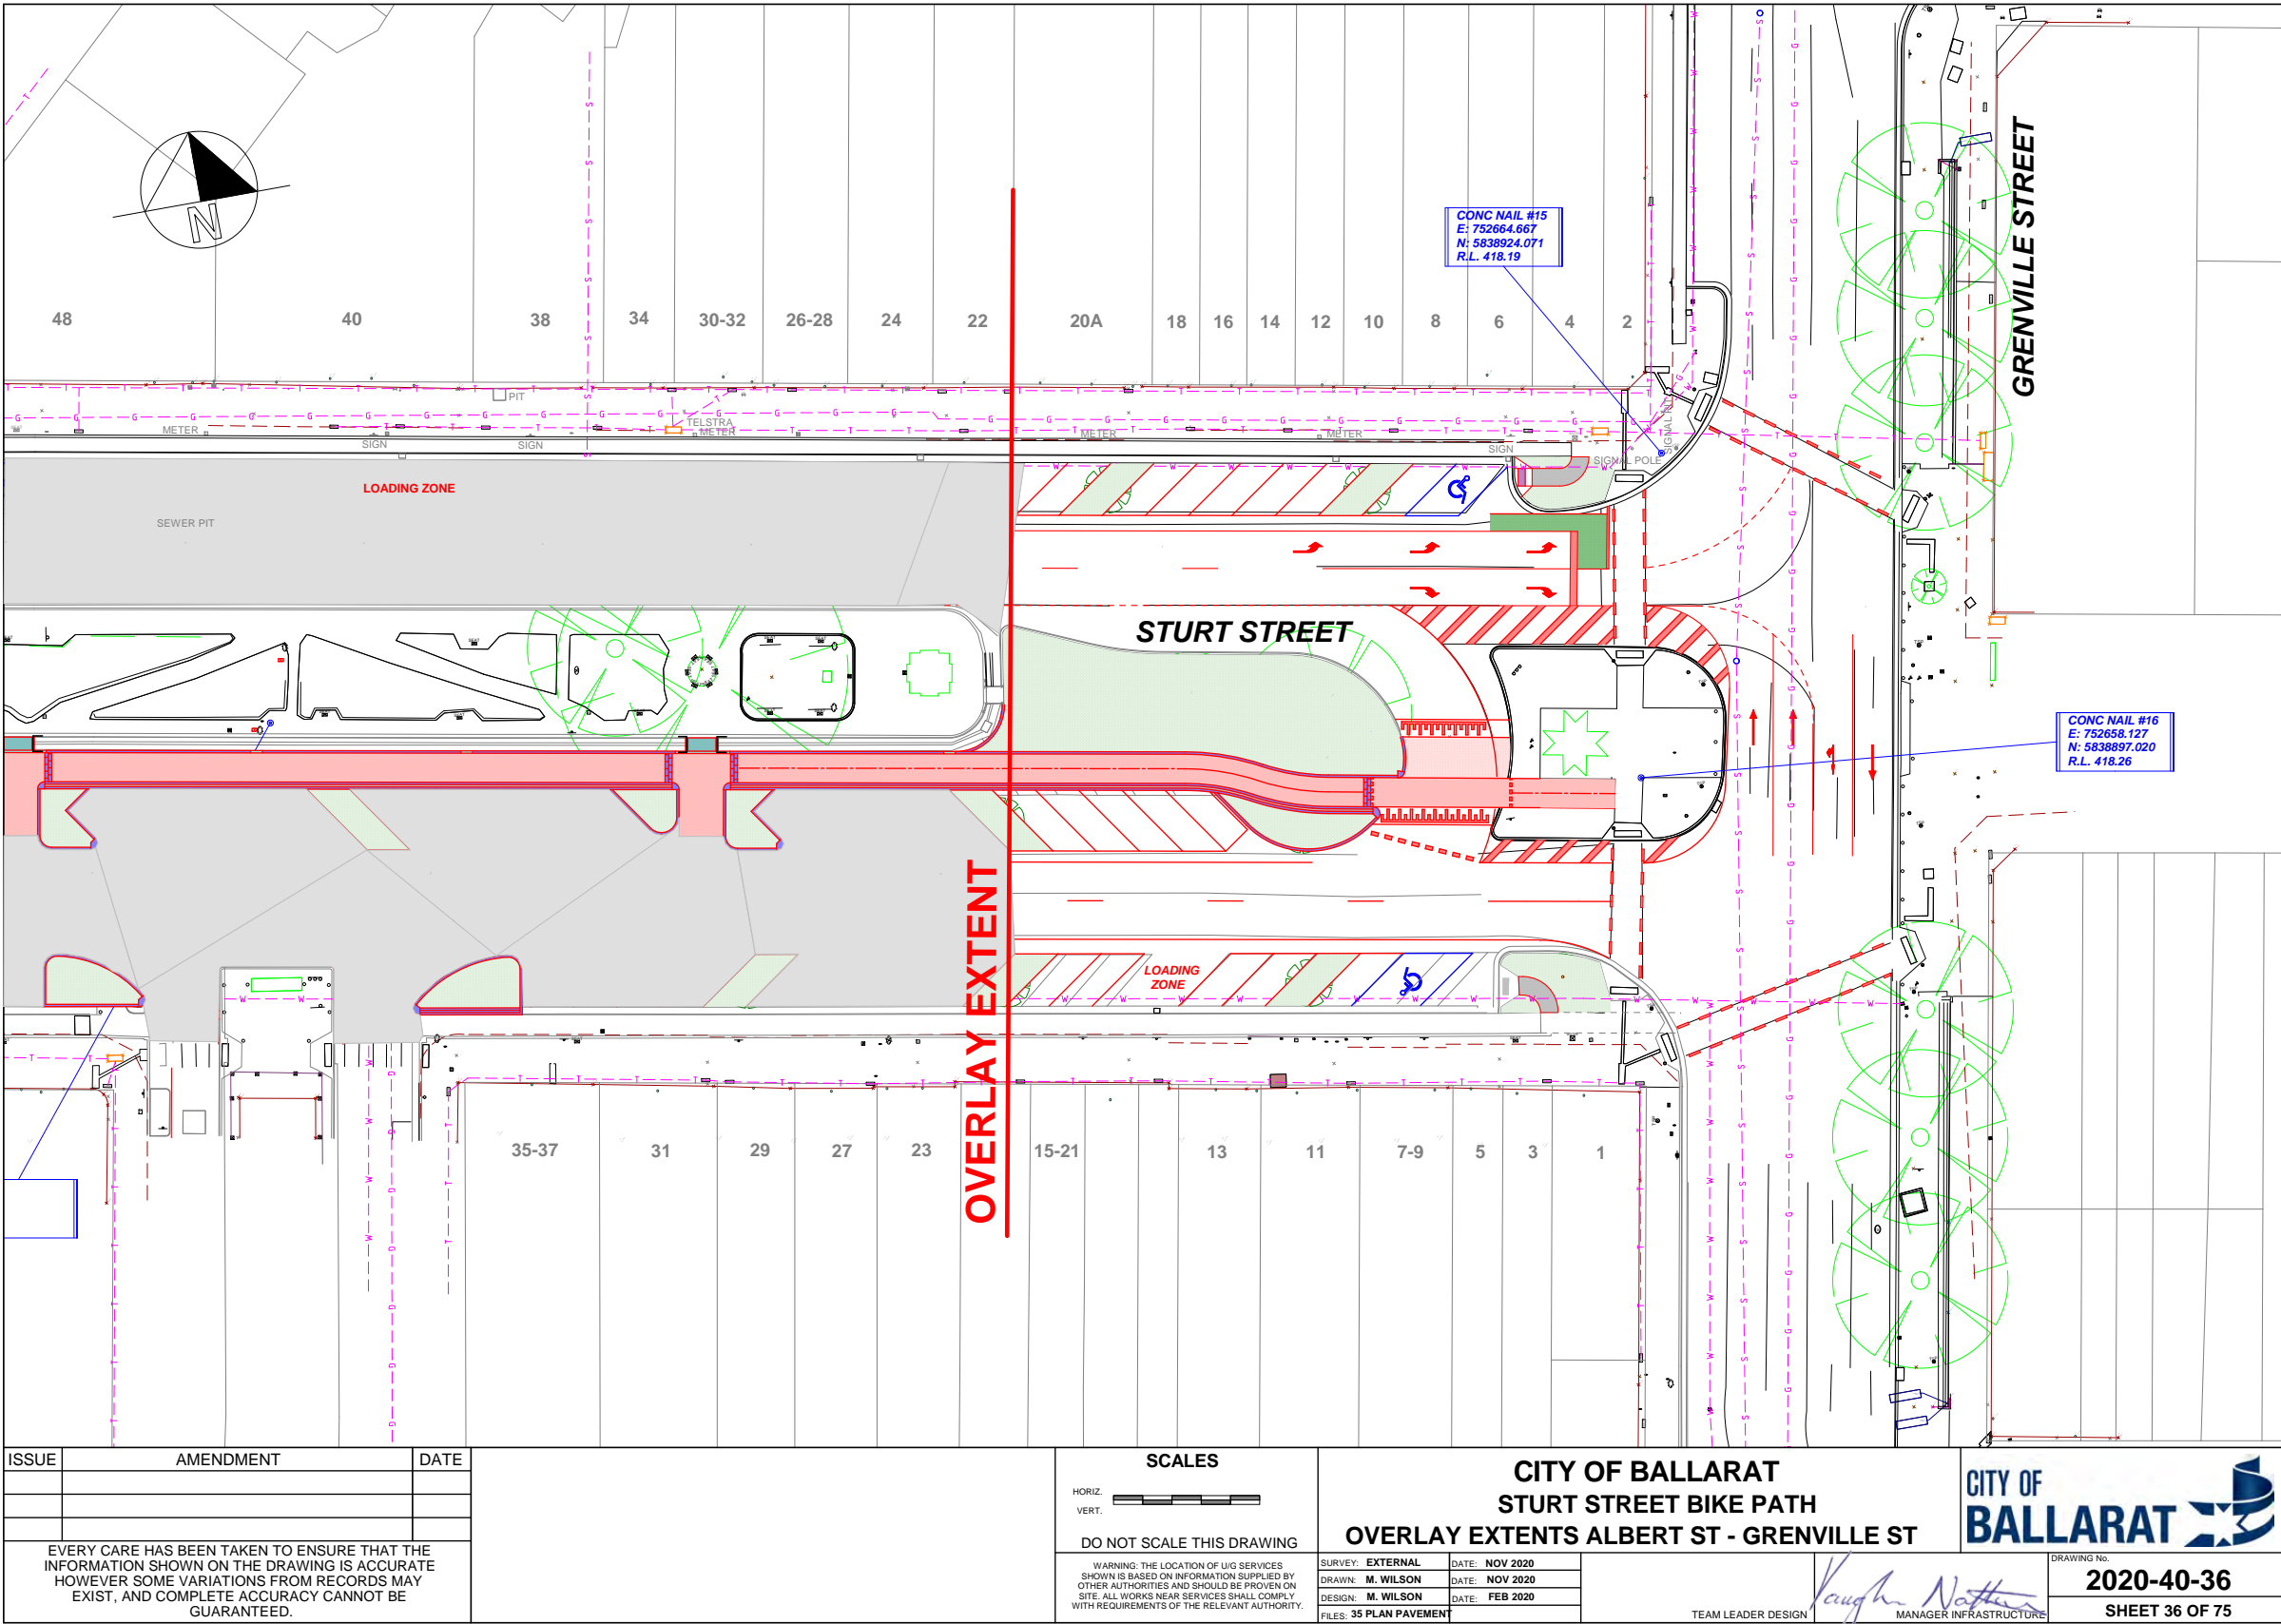 GRENVILLE STREET
N
CONC NAIL #15
E: 752664.667
N: 5838924.071
R.L. 418.19
48
40
38
34
30-32
26-28
24
22
20A
18
16
14
12
10
8
6
4
2
PIT
TELSTRA
METER
METER
METER
METER
SIGN
SIGN
SIGN
SIGNAL POLE
SIGNAL PIT
LOADING ZONE
SEWER PIT
STURT STREET
CONC NAIL #16
E: 752658.127
N: 5838897.020
R.L. 418.26
OVERLAY EXTENT
LOADING
ZONE
35-37
31
29
27
23
15-21
13
11
7-9
5
3
1
ISSUE
AMENDMENT
DATE
EVERY CARE HAS BEEN TAKEN TO ENSURE THAT THE
INFORMATION SHOWN ON THE DRAWING IS ACCURATE
HOWEVER SOME VARIATIONS FROM RECORDS MAY
EXIST, AND COMPLETE ACCURACY CANNOT BE
GUARANTEED.
SCALES
HORIZ.
VERT.
DO NOT SCALE THIS DRAWING
WARNING: THE LOCATION OF U/G SERVICES
SHOWN IS BASED ON INFORMATION SUPPLIED BY
OTHER AUTHORITIES AND SHOULD BE PROVEN ON
SITE. ALL WORKS NEAR SERVICES SHALL COMPLY
WITH REQUIREMENTS OF THE RELEVANT AUTHORITY.
CITY OF BALLARAT
STURT STREET BIKE PATH
OVERLAY EXTENTS ALBERT ST - GRENVILLE ST
SURVEY: EXTERNAL DATE: NOV 2020
DRAWN: M. WILSON DATE: NOV 2020
DESIGN: M. WILSON DATE: FEB 2020
FILES: 35 PLAN PAVEMENT
TEAM LEADER DESIGN
MANAGER INFRASTRUCTURE
CITY OF
BALLARAT
DRAWING No.
2020-40-36
SHEET 36 OF 75